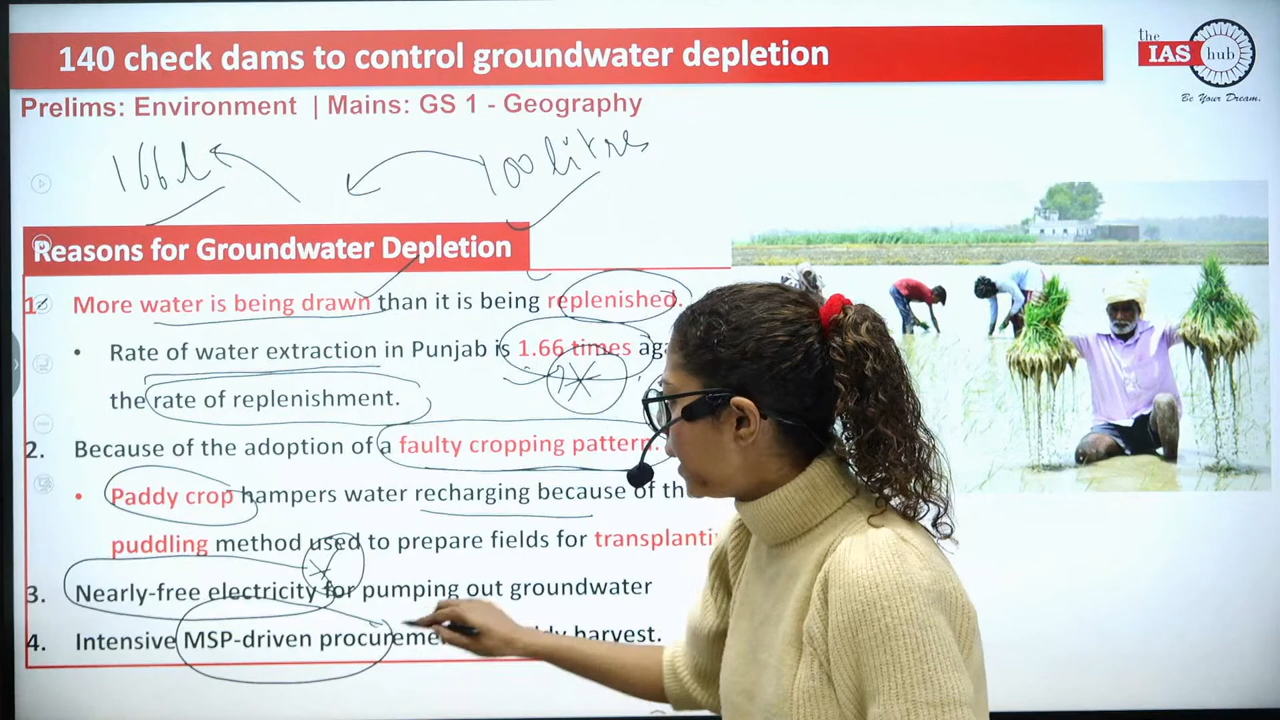 140 check dams to control groundwater depletion
the
IAS hub
Be Your Dream.
Prelims: Environment | Mains: GS 1 - Geography
166l
100 litres
Reasons for Groundwater Depletion
1. More water is being drawn than it is being replenished.
• Rate of water extraction in Punjab is 1.66 times
the rate of replenishment.
2. Because of the adoption of a faulty cropping pattern.
• Paddy crop hampers water recharging because of
puddling method used to prepare fields for
3. Nearly-free electricity for pumping out groundwater
4. Intensive MSP-driven harvest.